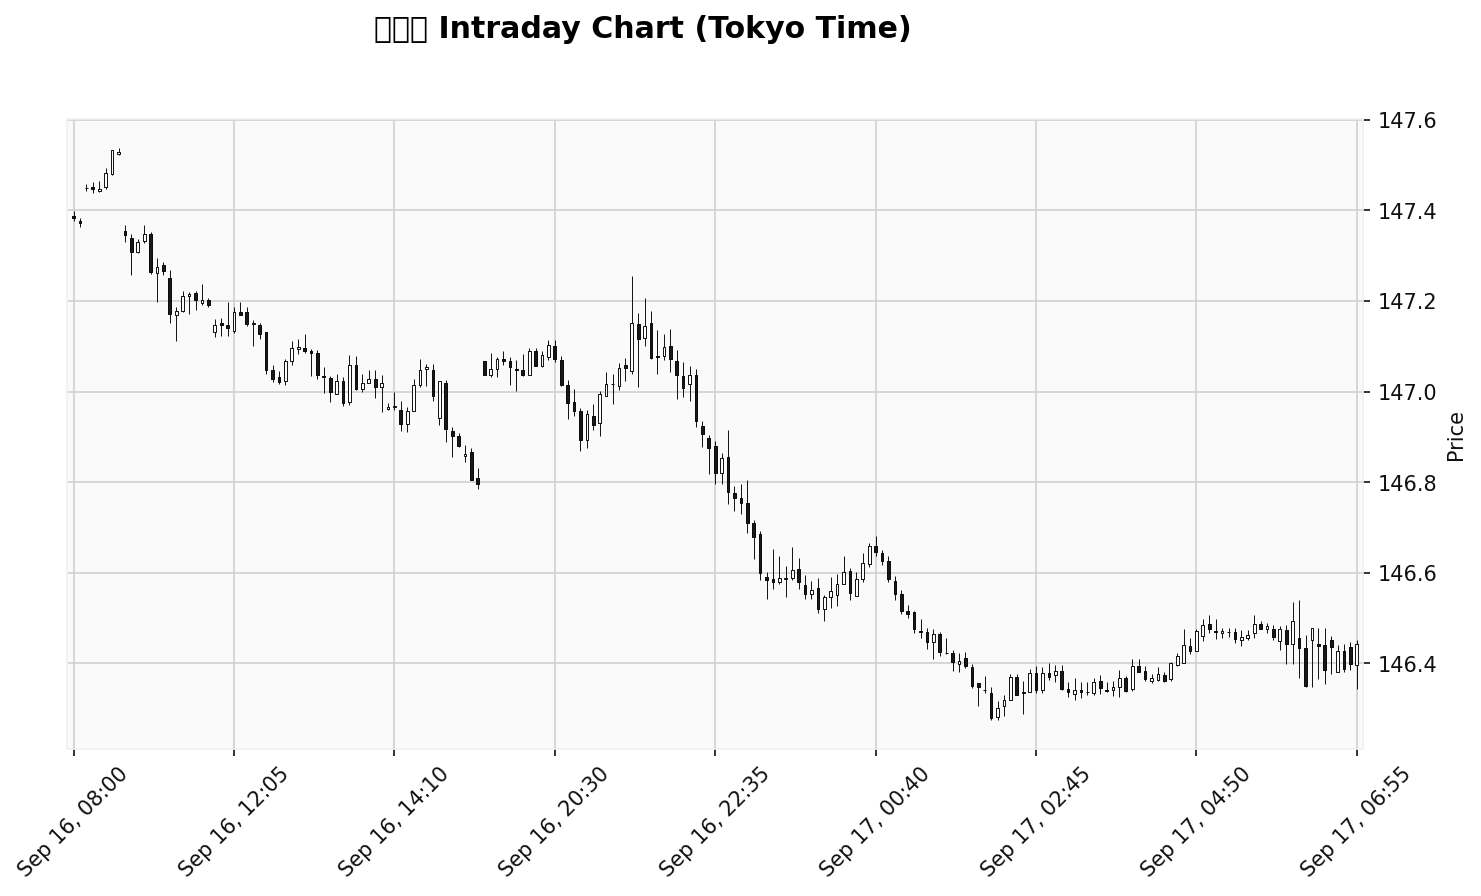 Intraday Chart (Tokyo Time)
147.6
147.4
147.2
147.0
146.8
146.6
146.4
Price
Sep 16, 08:00
Sep 16, 12:05
Sep 16, 14:10
Sep 16, 20:30
Sep 16, 22:35
Sep 17, 00:40
Sep 17, 02:45
Sep 17, 04:50
Sep 17, 06:55